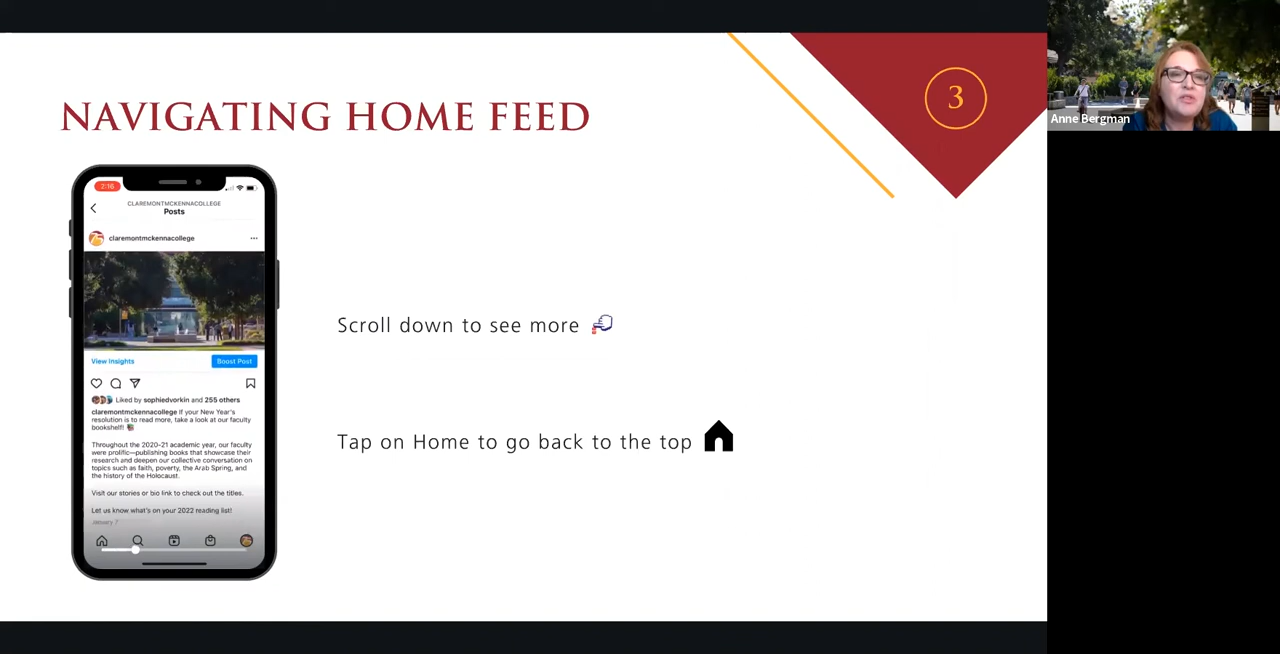 NAVIGATING HOME FEED
3
Anne Bergman
2:16
CLAREMONTMCKENNACOLLEGE
Posts
claremontmckennacollege
View Insights
Boost Post
Liked by sophiedvorkin and 255 others
claremontmckennacollege If your New Year's
resolution is to read more, take a look at our faculty
bookshelf! 📚
Throughout the 2020-21 academic year, our faculty
were prolific—publishing books that showcase their
research and deepen our collective conversation on
topics such as faith, poverty, the Arab Spring, and
the history of the Holocaust.
Visit our stories or bio link to check out the titles.
Let us know what's on your 2022 reading list!
January 7
Scroll down to see more
Tap on Home to go back to the top